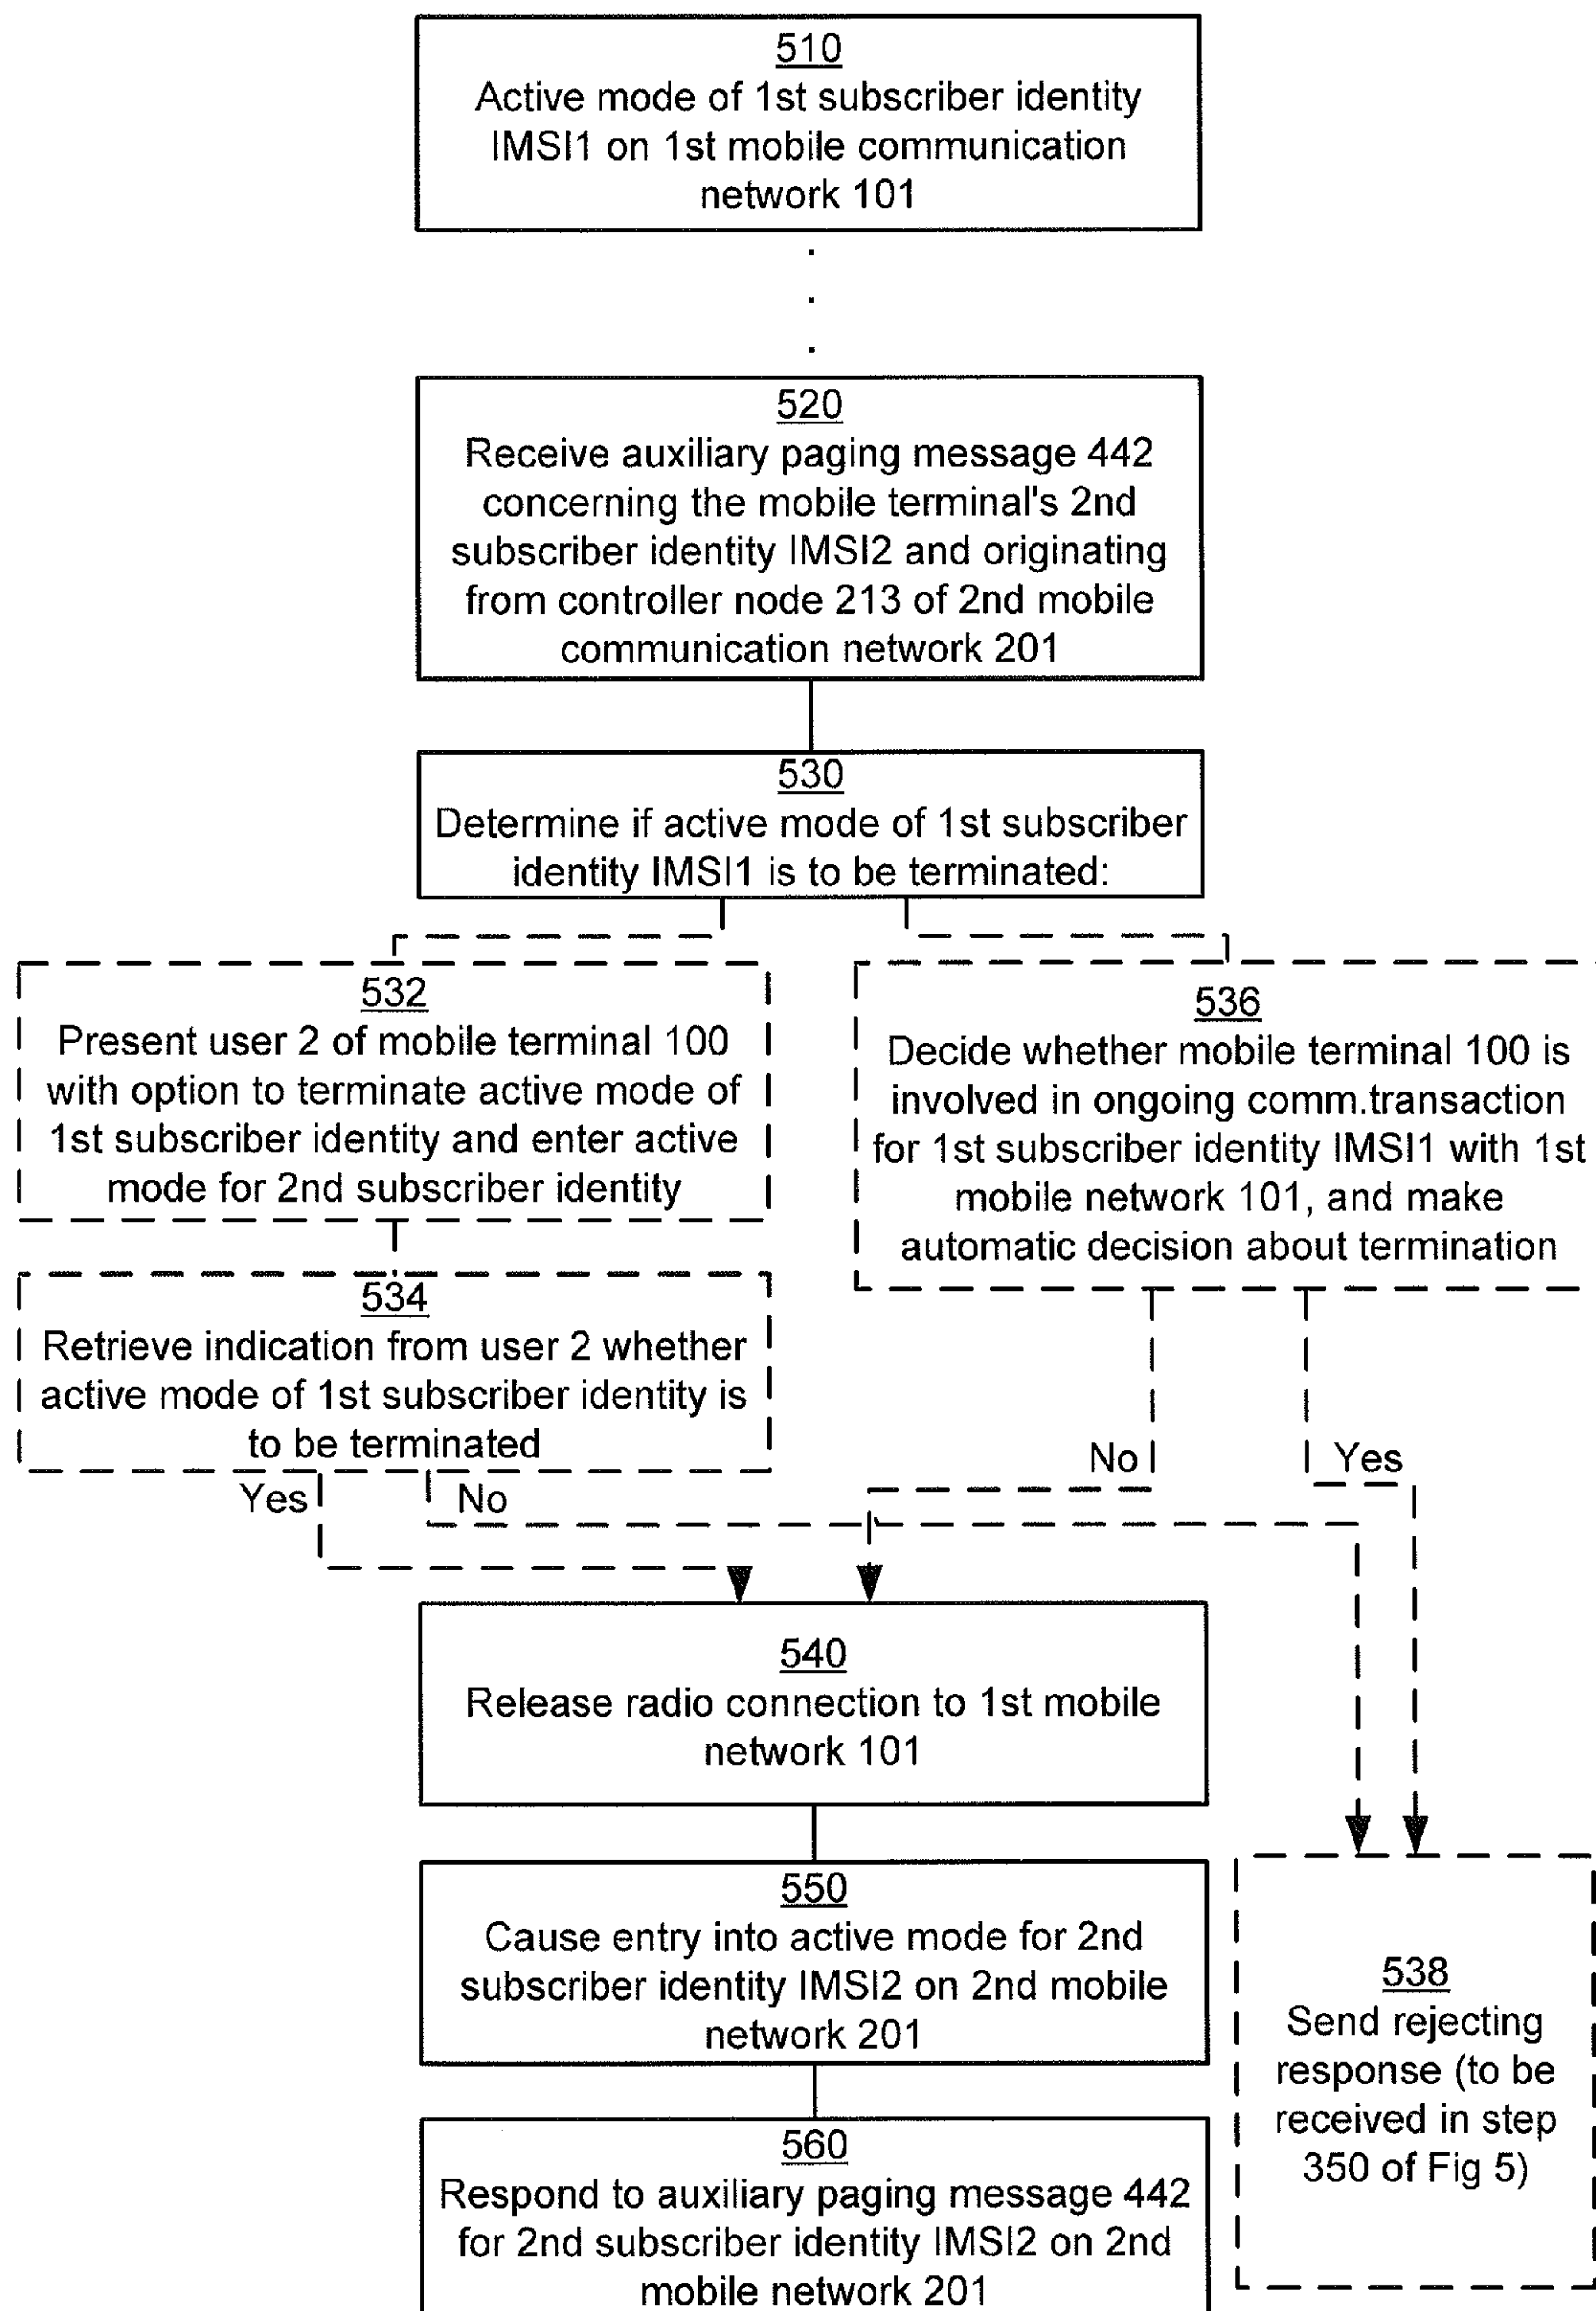 510
Active mode of 1st subscriber identity
IMSI1 on 1st mobile communication
network 101
.
.
.
520
Receive auxiliary paging message 442
concerning the mobile terminal's 2nd
subscriber identity IMSI2 and originating
from controller node 213 of 2nd mobile
communication network 201
530
Determine if active mode of 1st subscriber
identity IMSI1 is to be terminated:
532
Present user 2 of mobile terminal 100
with option to terminate active mode of
1st subscriber identity and enter active
mode for 2nd subscriber identity
536
Decide whether mobile terminal 100 is
involved in ongoing comm.transaction
for 1st subscriber identity IMSI1 with 1st
mobile network 101, and make
automatic decision about termination
534
Retrieve indication from user 2 whether
active mode of 1st subscriber identity is
to be terminated
Yes
No
No
Yes
540
Release radio connection to 1st mobile
network 101
550
Cause entry into active mode for 2nd
subscriber identity IMSI2 on 2nd mobile
network 201
538
Send rejecting
response (to be
received in step
350 of Fig 5)
560
Respond to auxiliary paging message 442
for 2nd subscriber identity IMSI2 on 2nd
mobile network 201